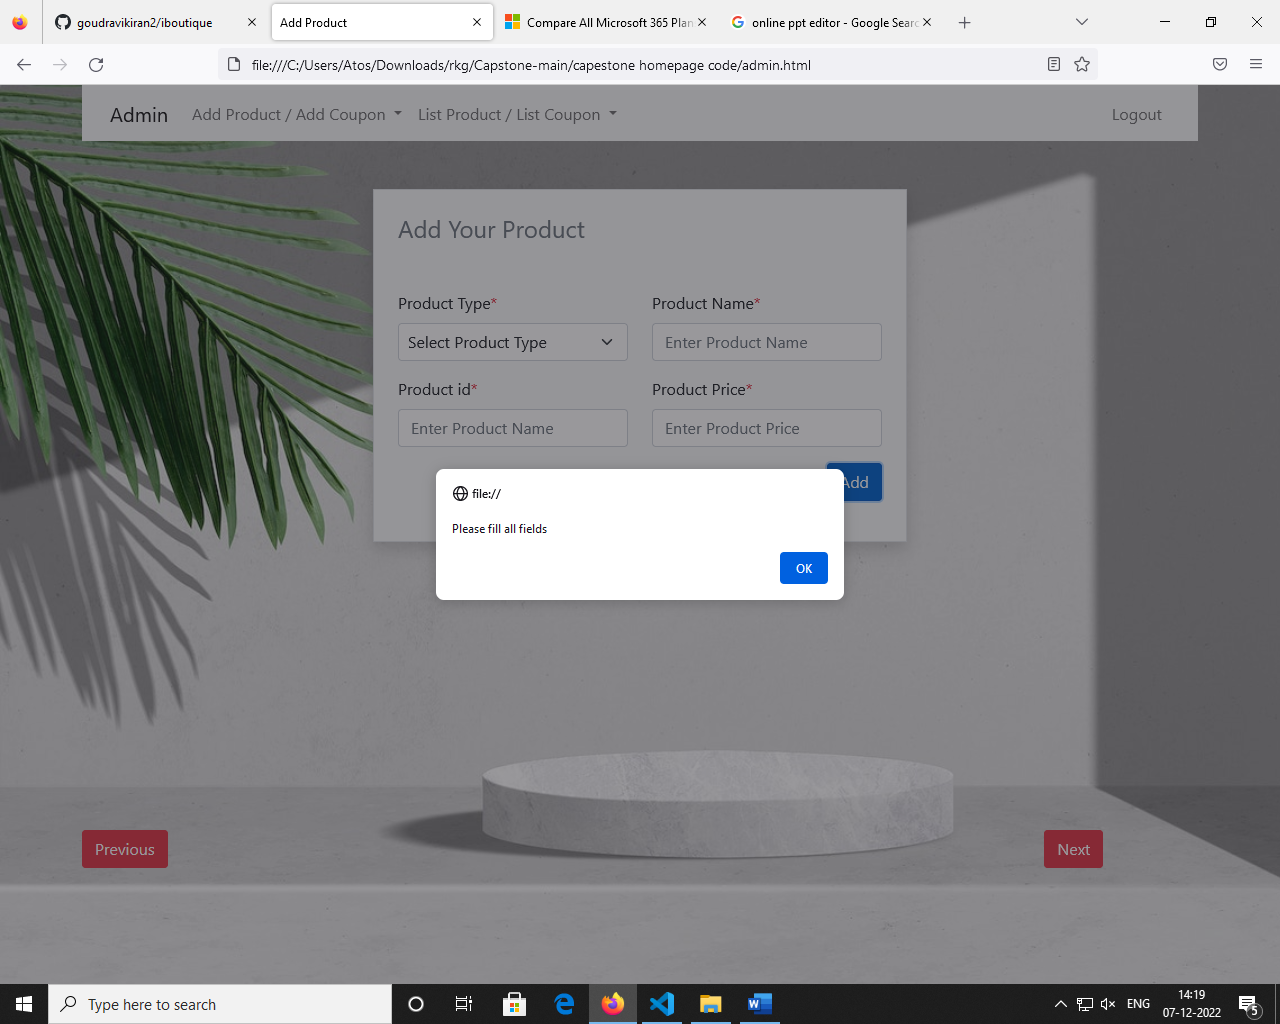 goudravikiran2/iboutique
Add Product
Compare All Microsoft 365 Plan
online ppt editor - Google Searc
file:///C:/Users/Atos/Downloads/rkg/Capstone-main/capestone homepage code/admin.html
Admin Add Product / Add Coupon List Product / List Coupon Logout
Add Your Product
Product Type* Product Name*
Select Product Type Enter Product Name
Product id* Product Price*
Enter Product Name Enter Product Price
Add
file://
Please fill all fields
OK
Previous Next
Type here to search
ENG
14:19
07-12-2022
5